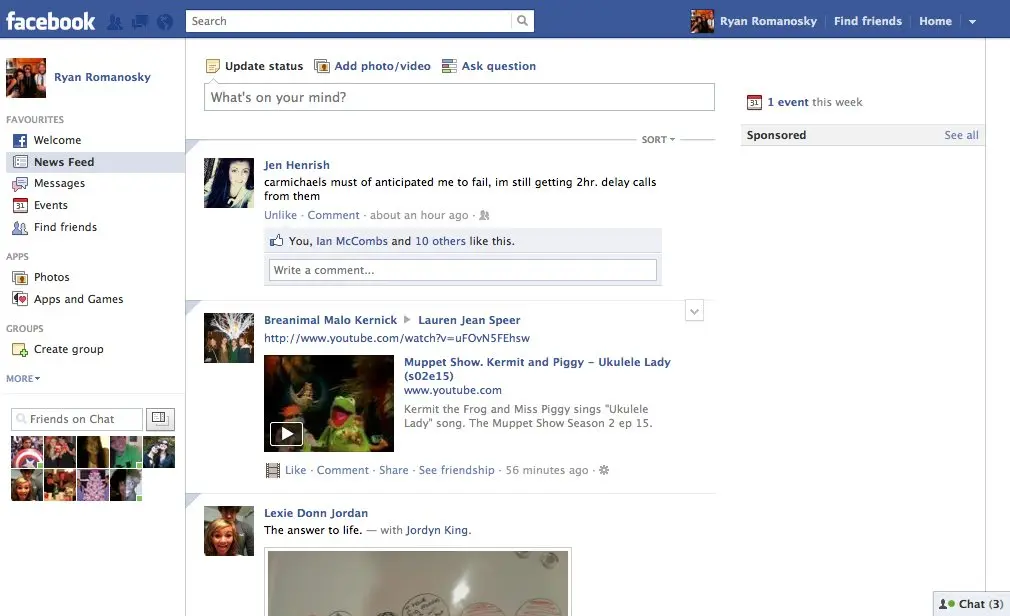 facebook
Search
Ryan Romanosky
Find friends
Home
Ryan Romanosky
FAVOURITES
Welcome
News Feed
Messages
31
Events
Find friends
APPS
Photos
Apps and Games
GROUPS
Create group
MORE
Friends on Chat
Update status
Add photo/video
Ask question
What's on your mind?
SORT
Jen Henrish
carmichaels must of anticipated me to fail, im still getting 2hr. delay calls
from them
Unlike · Comment · about an hour ago ·
You, Ian McCombs and 10 others like this.
Write a comment...
Breanimal Malo Kernick Lauren Jean Speer
http://www.youtube.com/watch?v=uFOvN5FEhsw
Muppet Show. Kermit and Piggy - Ukulele Lady
(s02e15)
www.youtube.com
Kermit the Frog and Miss Piggy sings "Ukulele
Lady" song. The Muppet Show Season 2 ep 15.
Like · Comment · Share · See friendship · 56 minutes ago ·
Lexie Donn Jordan
The answer to life. — with Jordyn King.
31 1 event this week
Sponsored
See all
Chat (3)